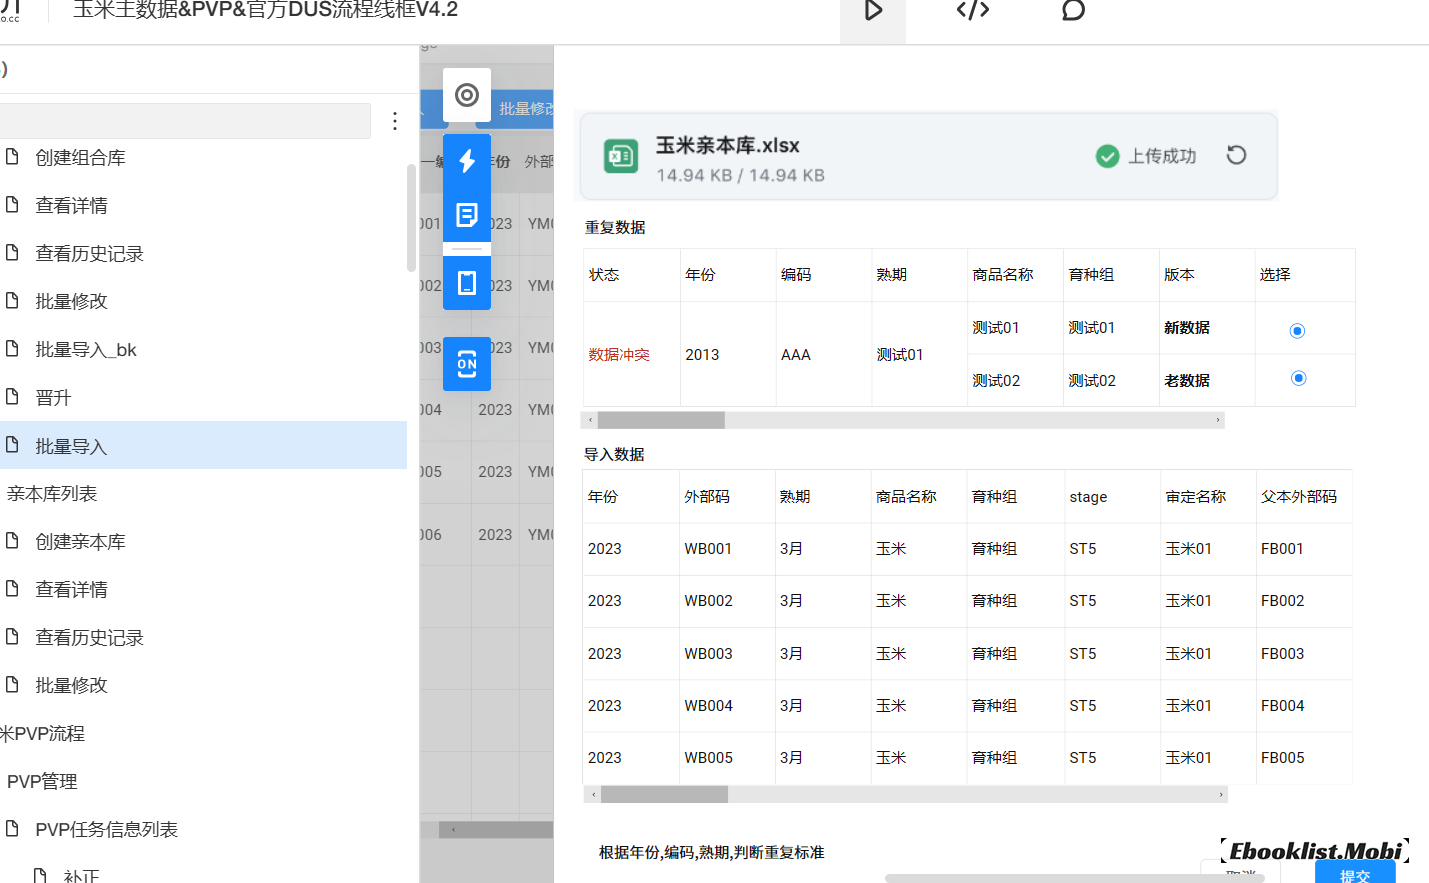 玉米主数据&PVP&官方DUS流程线框V4.2
创建组合库
查看详情
查看历史记录
批量修改
批量导入_bk
晋升
批量导入
亲本库列表
创建亲本库
查看详情
查看历史记录
批量修改
米PVP流程
PVP管理
PVP任务信息列表
补正
批量修改
一编 年份 外部
001 2023 YM0
002 2023 YM0
003 2023 YM0
004 2023 YM0
005 2023 YM0
006 2023 YM0
ON
玉米亲本库.xlsx
14.94 KB / 14.94 KB
上传成功
重复数据
状态 年份 编码 熟期 商品名称 育种组 版本 选择
数据冲突 2013 AAA 测试01 测试01 测试01 新数据
测试02 测试02 老数据
导入数据
年份 外部码 熟期 商品名称 育种组 stage 审定名称 父本外部码
2023 WB001 3月 玉米 育种组 ST5 玉米01 FB001
2023 WB002 3月 玉米 育种组 ST5 玉米01 FB002
2023 WB003 3月 玉米 育种组 ST5 玉米01 FB003
2023 WB004 3月 玉米 育种组 ST5 玉米01 FB004
2023 WB005 3月 玉米 育种组 ST5 玉米01 FB005
根据年份,编码,熟期,判断重复标准
【Ebooklist.Mobi】
取消
提交